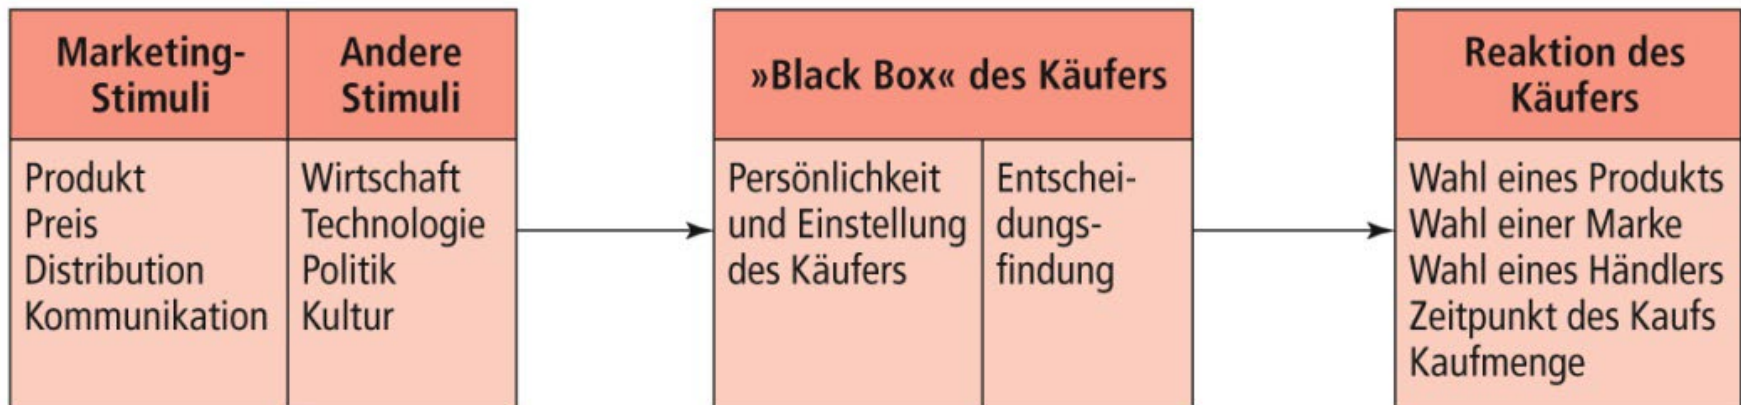 Marketing-
Stimuli
Andere
Stimuli
»Black Box« des Käufers
Reaktion des
Käufers
Produkt
Preis
Distribution
Kommunikation
Wirtschaft
Technologie
Politik
Kultur
Persönlichkeit
und Einstellung
des Käufers
Entschei-
dungs-
findung
Wahl eines Produkts
Wahl einer Marke
Wahl eines Händlers
Zeitpunkt des Kaufs
Kaufmenge